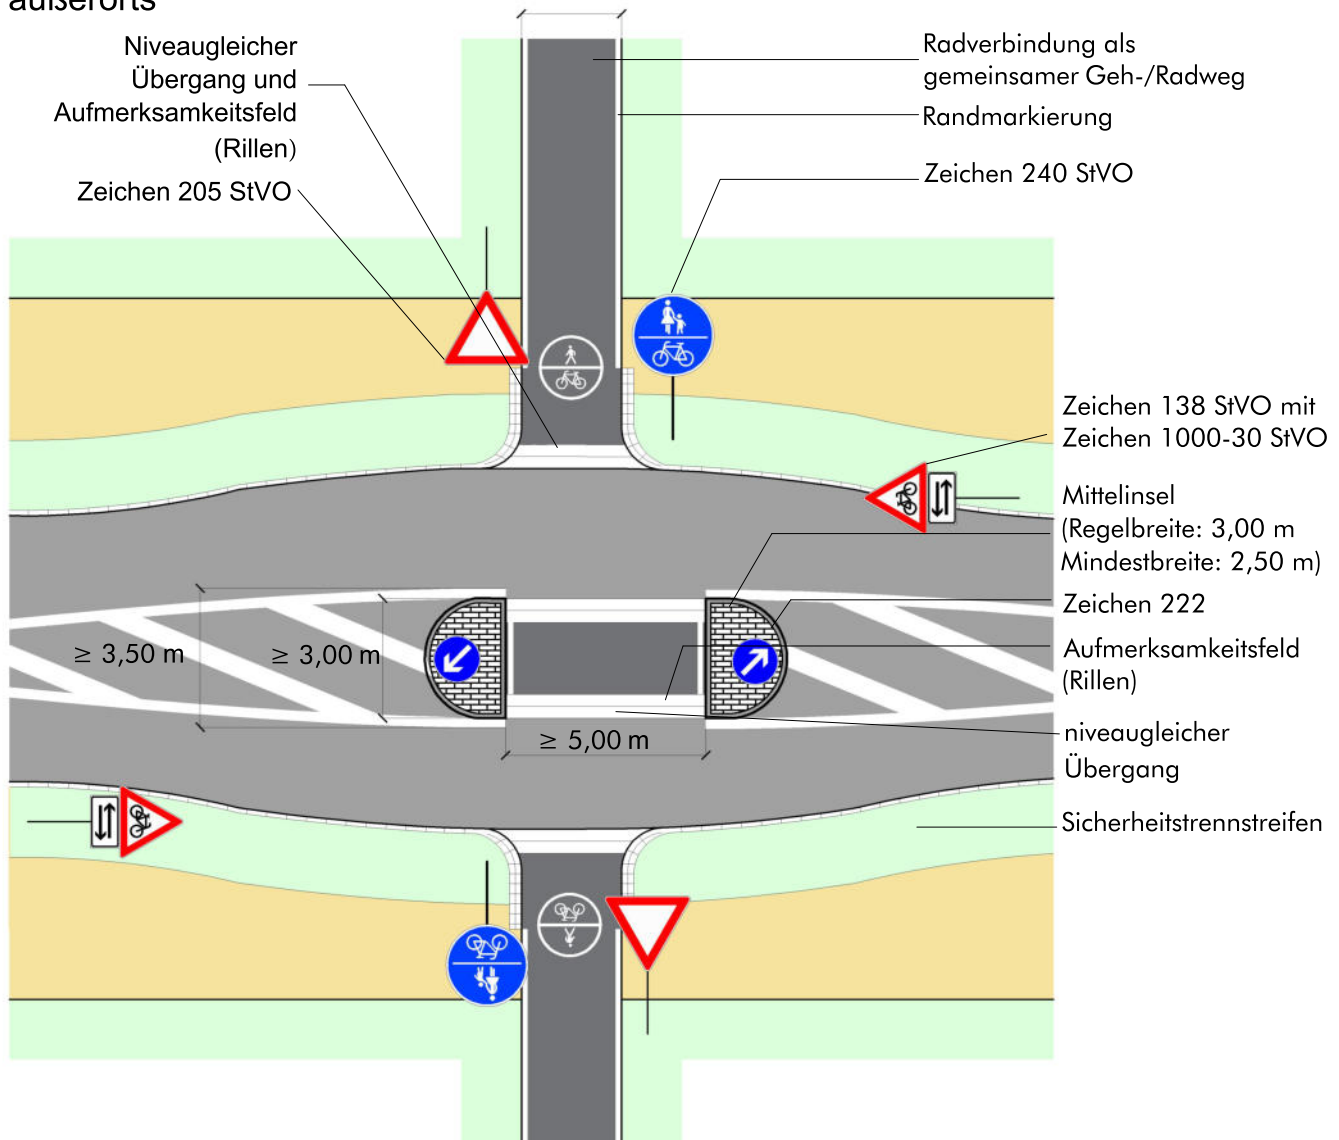 außerorts
Niveaugleicher
Übergang und
Aufmerksamkeitsfeld
(Rillen)
Zeichen 205 StVO
Radverbindung als
gemeinsamer Geh-/Radweg
Randmarkierung
Zeichen 240 StVO
Zeichen 138 StVO mit
Zeichen 1000-30 StVO
Mittelinsel
(Regelbreite: 3,00 m
Mindestbreite: 2,50 m)
Zeichen 222
Aufmerksamkeitsfeld
(Rillen)
niveaugleicher
Übergang
Sicherheitstrennstreifen
≥ 3,50 m
≥ 3,00 m
≥ 5,00 m